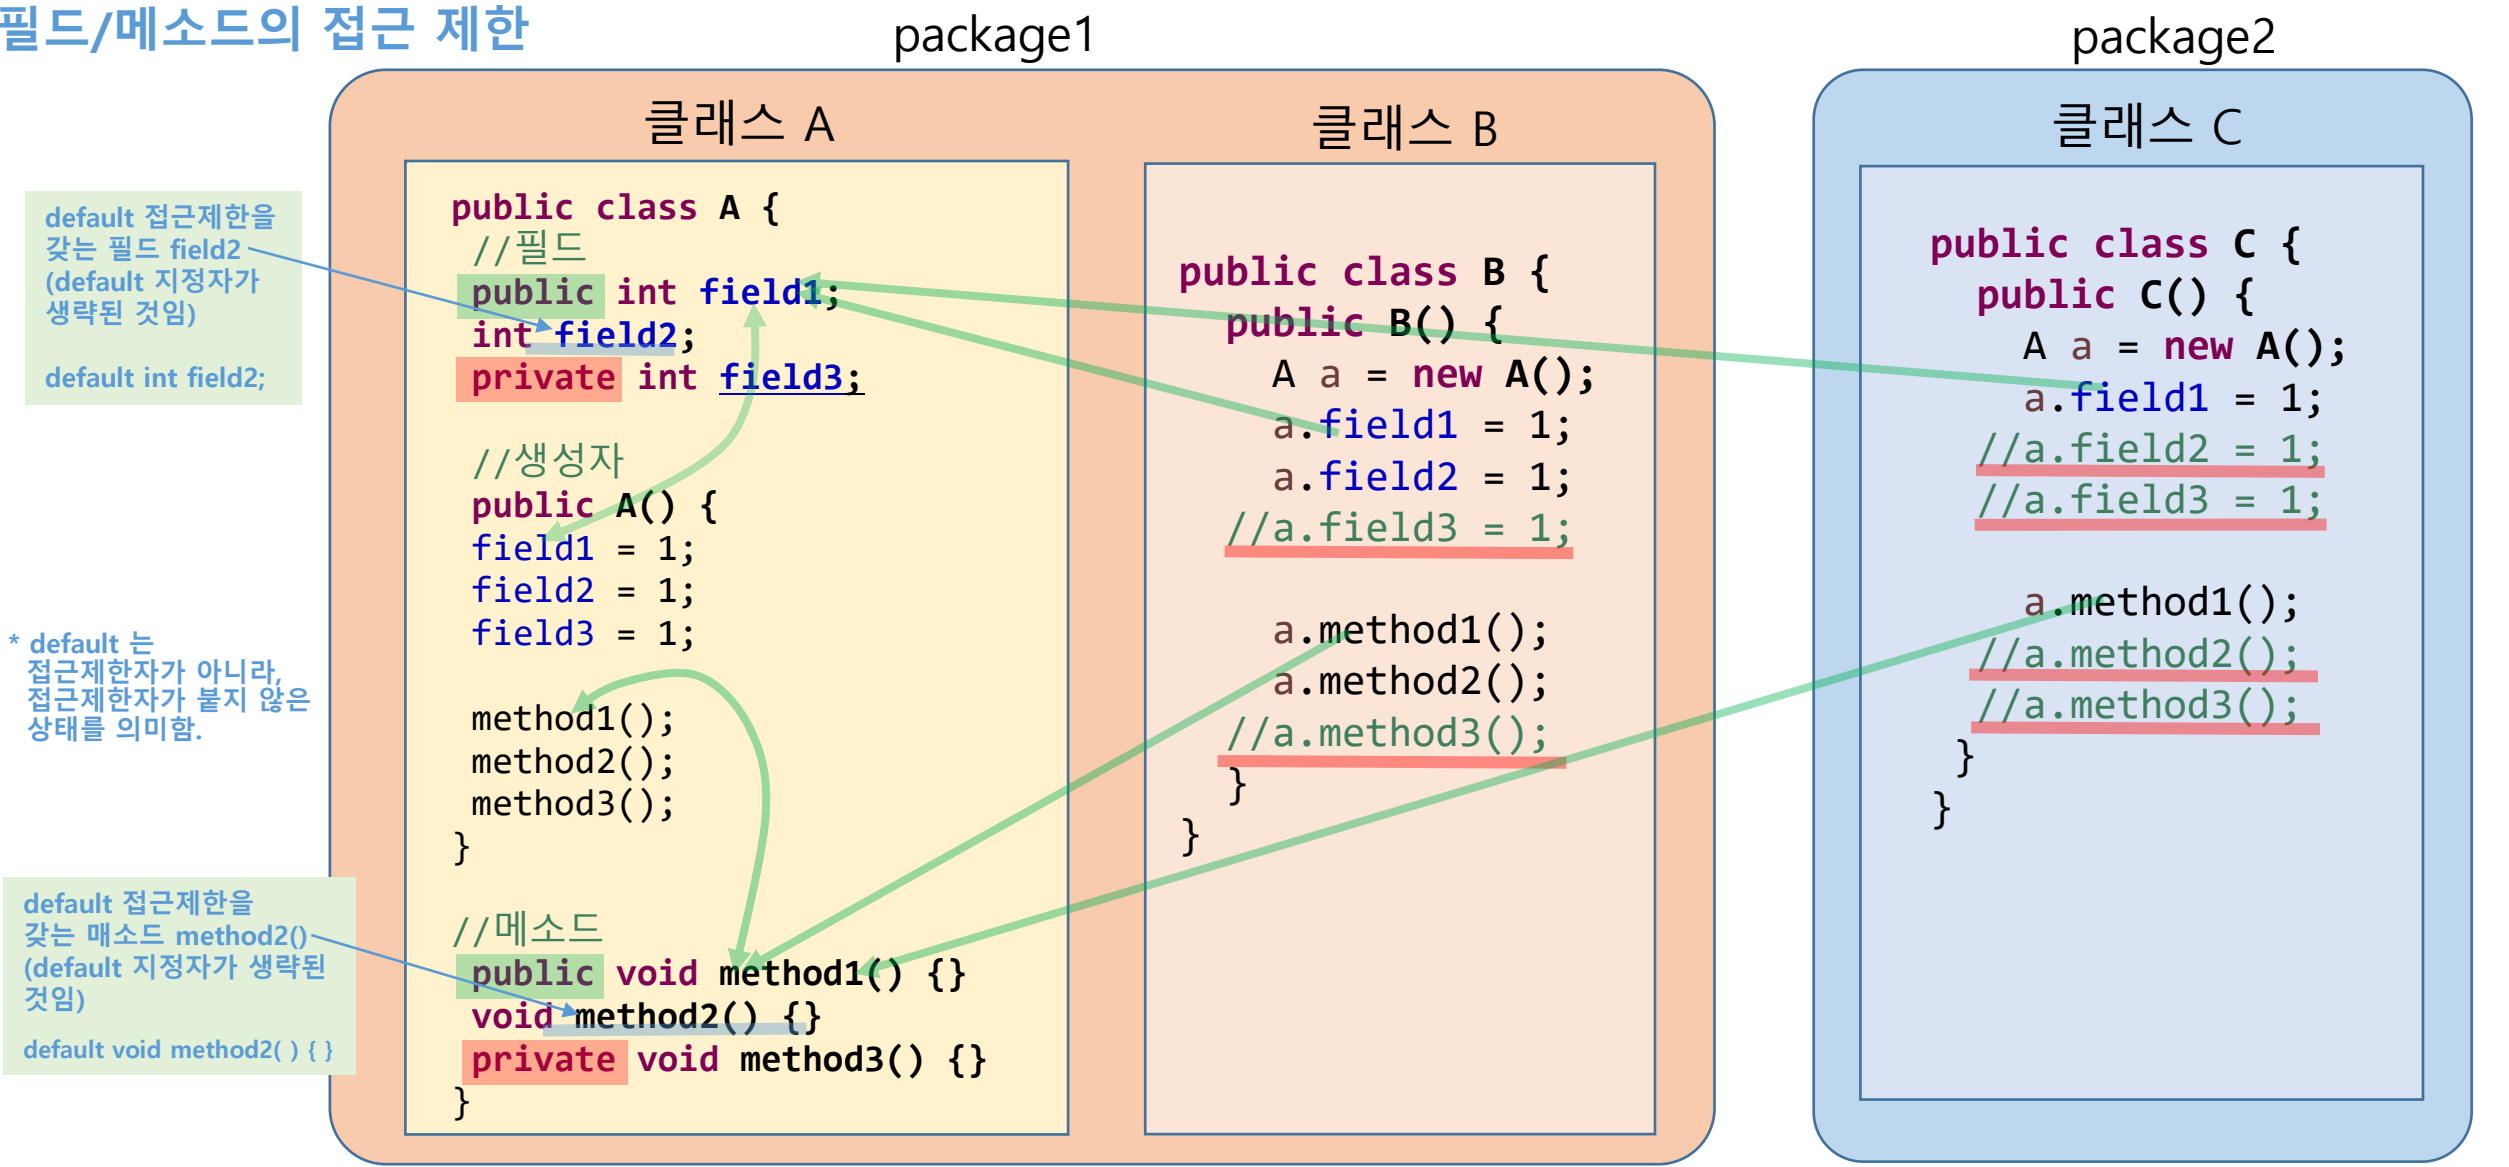 필드/메소드의 접근 제한
package1
package2
클래스 A
클래스 B
클래스 C
default 접근제한을
갖는 필드 field2
(default 지정자가
생략된 것임)
default int field2;
* default 는
접근제한자가 아니라,
접근제한자가 붙지 않은
상태를 의미함.
default 접근제한을
갖는 매소드 method2()
(default 지정자가 생략된
것임)
default void method2( ) { }
public class A {
//필드
public int field1;
int field2;
private int field3;
//생성자
public A() {
field1 = 1;
field2 = 1;
field3 = 1;
method1();
method2();
method3();
}
//메소드
public void method1() {}
void method2() {}
private void method3() {}
}
public class B {
public B() {
A a = new A();
a.field1 = 1;
a.field2 = 1;
//a.field3 = 1;
a.method1();
a.method2();
//a.method3();
}
}
public class C {
public C() {
A a = new A();
a.field1 = 1;
//a.field2 = 1;
//a.field3 = 1;
a.method1();
//a.method2();
//a.method3();
}
}